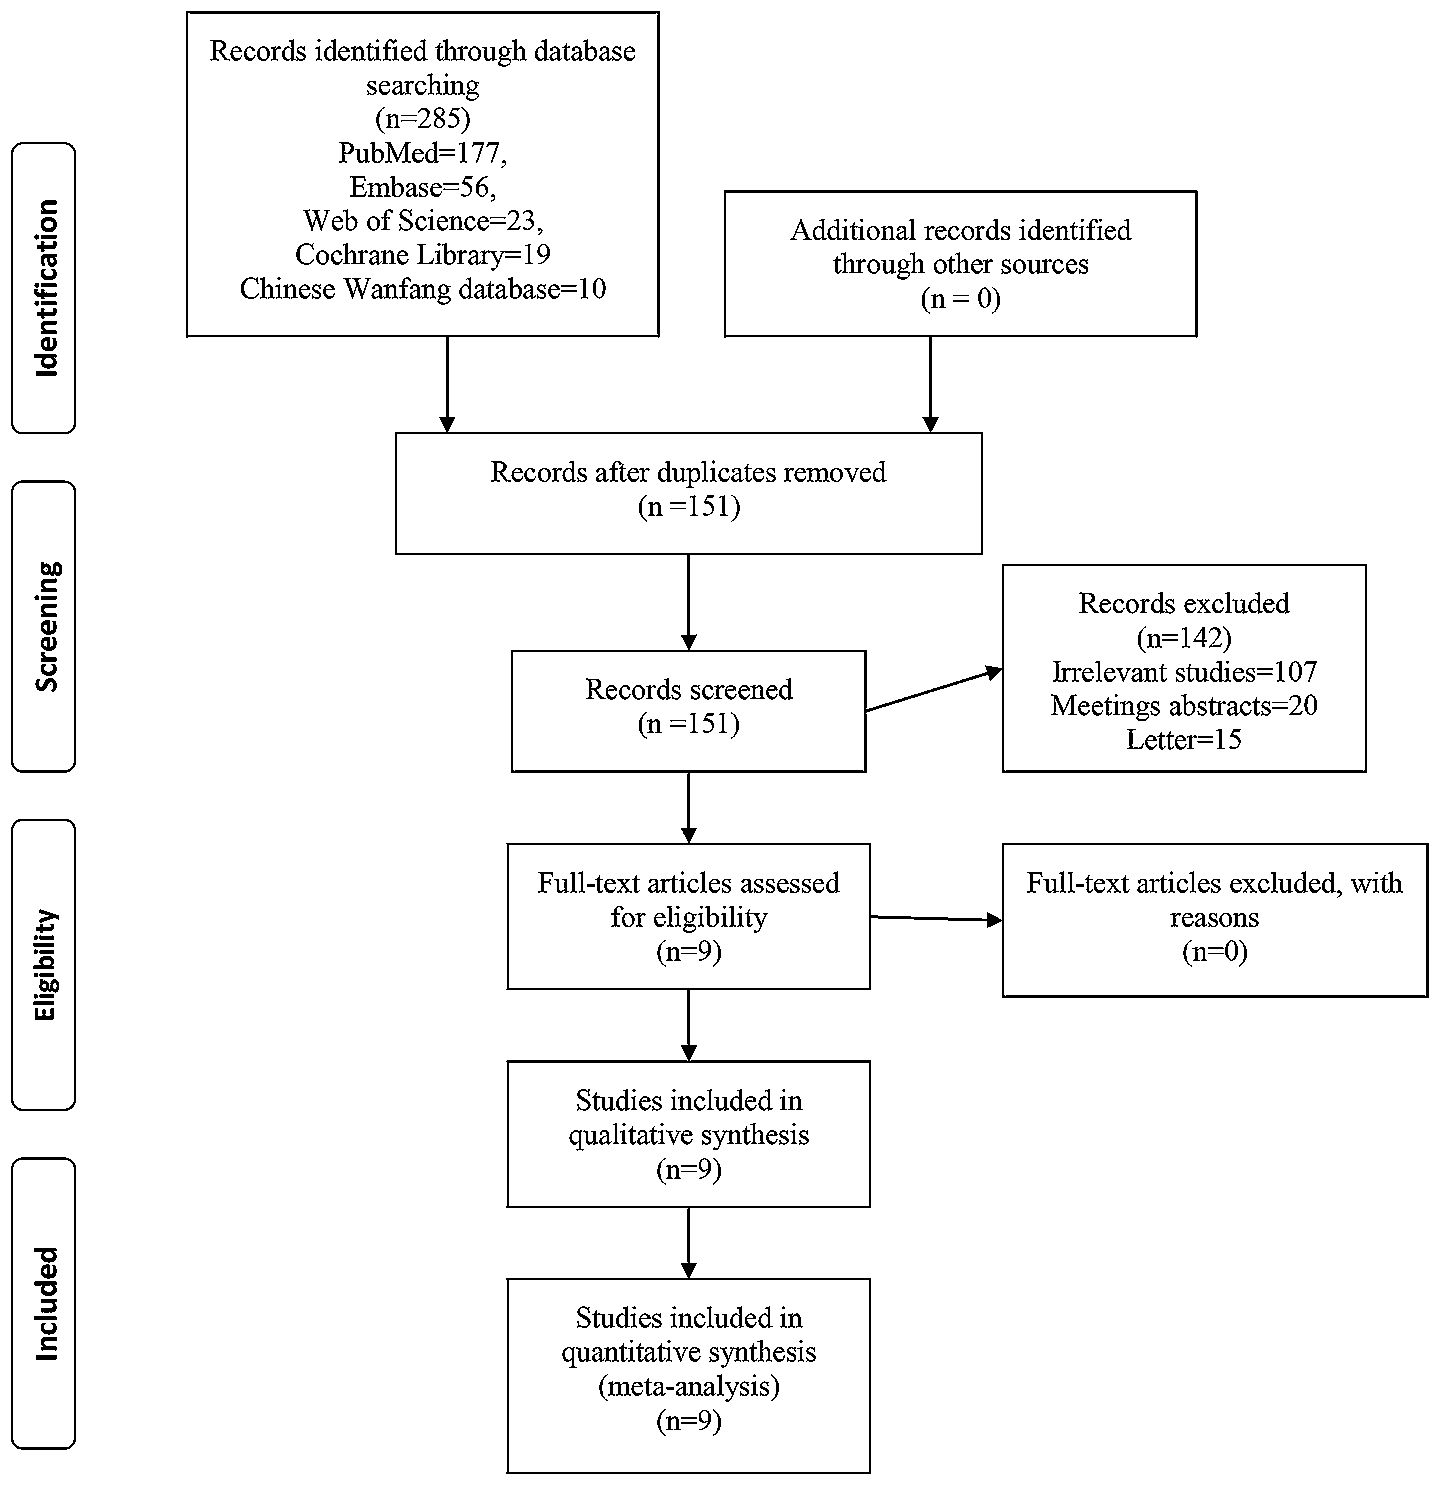 Identification
Records identified through database
searching
(n=285)
PubMed=177,
Embase=56,
Web of Science=23,
Cochrane Library=19
Chinese Wanfang database=10
Additional records identified
through other sources
(n = 0)
Records after duplicates removed
(n =151)
Screening
Records screened
(n =151)
Records excluded
(n=142)
Irrelevant studies=107
Meetings abstracts=20
Letter=15
Eligibility
Full-text articles assessed
for eligibility
(n=9)
Full-text articles excluded, with
reasons
(n=0)
Studies included in
qualitative synthesis
(n=9)
Included
Studies included in
quantitative synthesis
(meta-analysis)
(n=9)